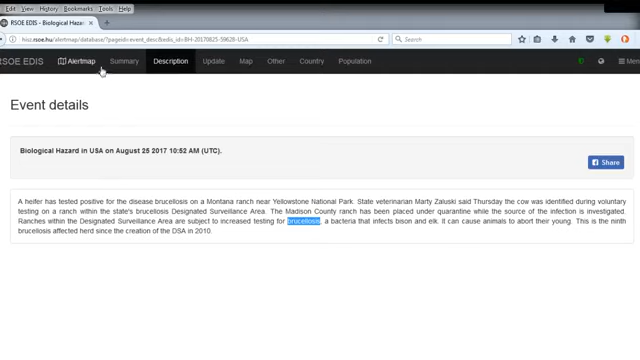 File Edit View History Bookmarks Tools Help
RSOE EDIS - Biological Hazar
hisz.rsoe.hu/alertmap/database/?pageid=event_desc&edis_id=BH-20170825-59628-USA
Search
RSOE EDIS Alertmap Summary Description Update Map Other Country Population Men
Event details
Biological Hazard in USA on August 25 2017 10:52 AM (UTC).
Share
A heifer has tested positive for the disease brucellosis on a Montana ranch near Yellowstone National Park. State veterinarian Marty Zaluski said Thursday the cow was identified during voluntary
testing on a ranch within the state's brucellosis Designated Surveillance Area. The Madison County ranch has been placed under quarantine while the source of the infection is investigated.
Ranches within the Designated Surveillance Area are subject to increased testing for brucellosis, a bacteria that infects bison and elk. It can cause animals to abort their young. This is the ninth
brucellosis affected herd since the creation of the DSA in 2010.